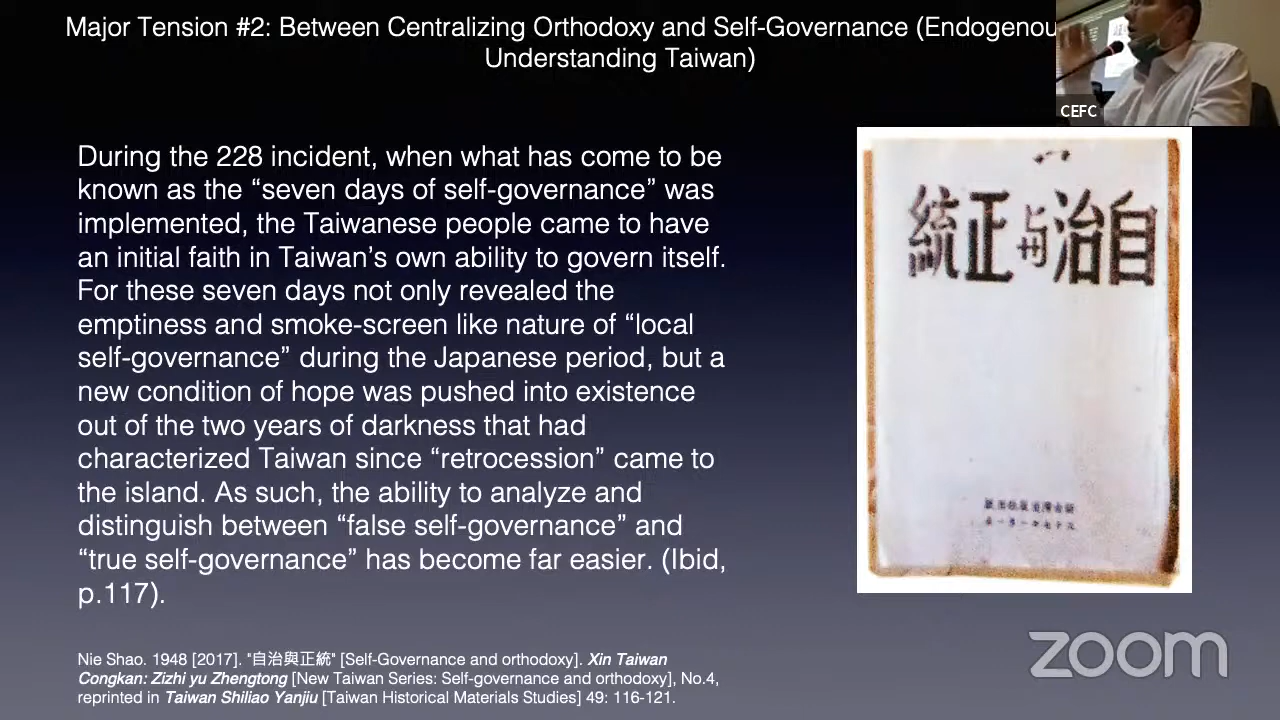 Major Tension #2: Between Centralizing Orthodoxy and Self-Governance (Endogenou
Understanding Taiwan)
CEFC
During the 228 incident, when what has come to be
known as the “seven days of self-governance” was
implemented, the Taiwanese people came to have
an initial faith in Taiwan’s own ability to govern itself.
For these seven days not only revealed the
emptiness and smoke-screen like nature of “local
self-governance” during the Japanese period, but a
new condition of hope was pushed into existence
out of the two years of darkness that had
characterized Taiwan since “retrocession” came to
the island. As such, the ability to analyze and
distinguish between “false self-governance” and
“true self-governance” has become far easier. (Ibid,
p.117).
統正与治自
Nie Shao. 1948 [2017]. "自治與正統" [Self-Governance and orthodoxy]. Xin Taiwan
Congkan: Zizhi yu Zhengtong [New Taiwan Series: Self-governance and orthodoxy], No.4,
reprinted in Taiwan Shiliao Yanjiu [Taiwan Historical Materials Studies] 49: 116-121.
zoom